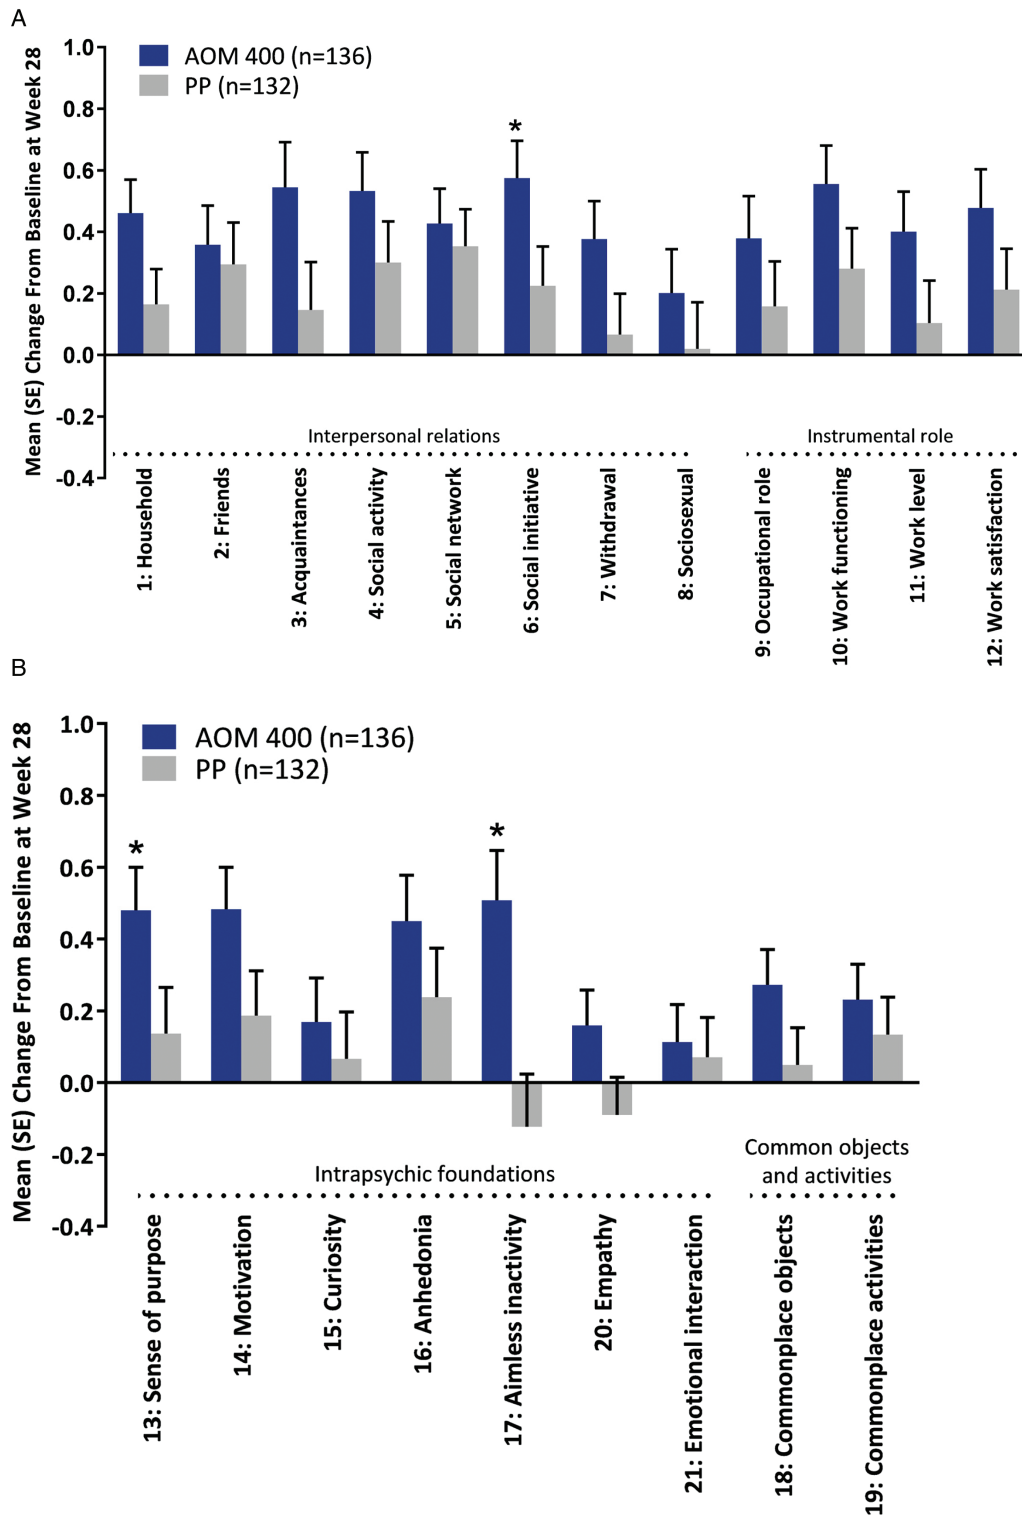 A
Mean (SE) Change From Baseline at Week 28
1.0
0.8
0.6
0.4
0.2
0.0
-0.2
-0.4
AOM 400 (n=136)
PP (n=132)
*
Interpersonal relations
Instrumental role
1: Household
2: Friends
3: Acquaintances
4: Social activity
5: Social network
6: Social initiative
7: Withdrawal
8: Sociosexual
9: Occupational role
10: Work functioning
11: Work level
12: Work satisfaction
B
Mean (SE) Change From Baseline at Week 28
1.0
0.8
0.6
0.4
0.2
0.0
-0.2
-0.4
AOM 400 (n=136)
PP (n=132)
*
*
Intrapsychic foundations
Common objects
and activities
13: Sense of purpose
14: Motivation
15: Curiosity
16: Anhedonia
17: Aimless inactivity
20: Empathy
21: Emotional interaction
18: Commonplace objects
19: Commonplace activities